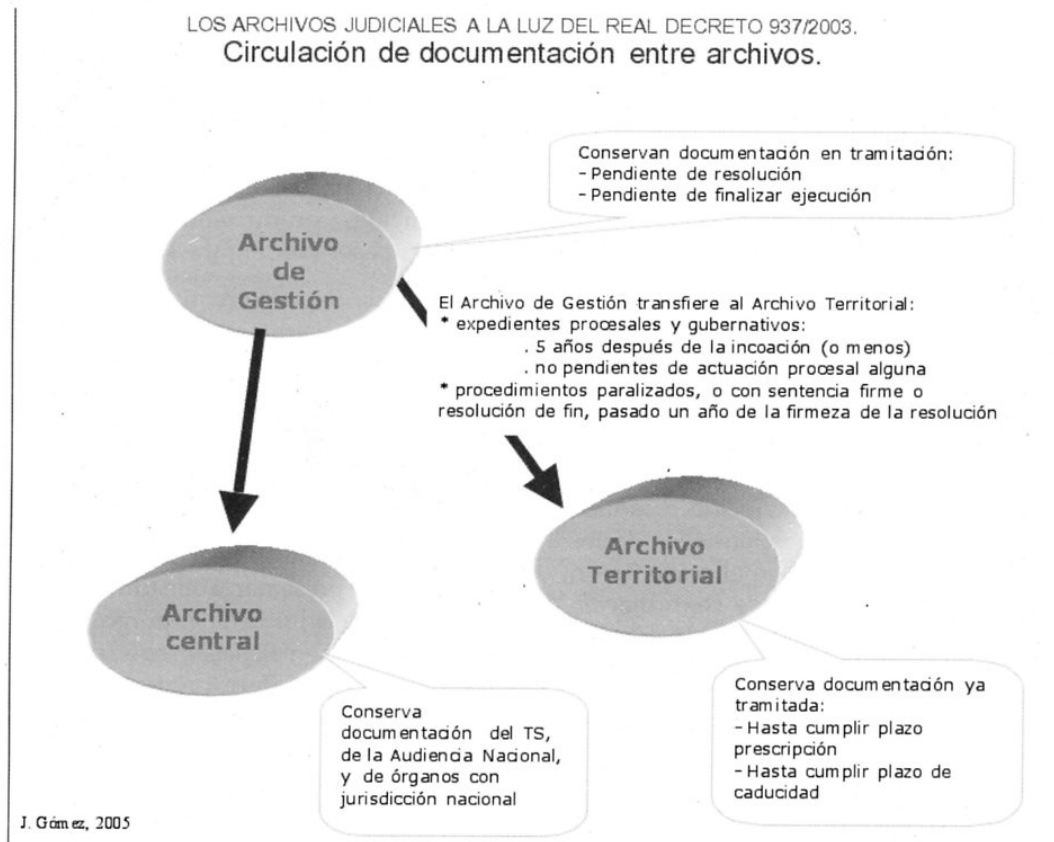 LOS ARCHIVOS JUDICIALES A LA LUZ DEL REAL DECRETO 937/2003.
Circulación de documentación entre archivos.
Conservan documentación en tramitación:
- Pendiente de resolución
- Pendiente de finalizar ejecución
Archivo
de
Gestión
El Archivo de Gestión transfiere al Archivo Territorial:
* expedientes procesales y gubernativos:
. 5 años después de la incoación (o menos)
. no pendientes de actuación procesal alguna
* procedimientos paralizados, o con sentencia firme o
resolución de fin, pasado un año de la firmeza de la resolución
Archivo
Territorial
Archivo
central
Conserva documentación ya
tramitada:
- Hasta cumplir plazo
prescripción
- Hasta cumplir plazo de
caducidad
Conserva
documentación del TS,
de la Audiencia Nacional,
y de órganos con
jurisdicción nacional
J. Gómez, 2005